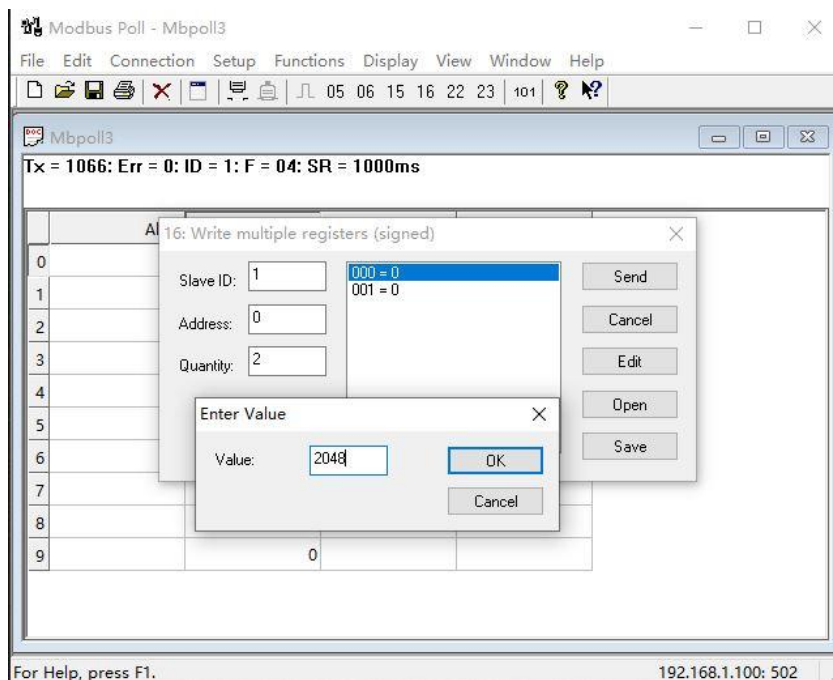 Modbus Poll - Mbpoll3
File Edit Connection Setup Functions Display View Window Help
05 06 15 16 22 23 101
Mbpoll3
Tx = 1066: Err = 0: ID = 1: F = 04: SR = 1000ms
16: Write multiple registers (signed)
Slave ID: 1
Address: 0
Quantity: 2
000 = 0
001 = 0
Send
Cancel
Edit
Open
Save
Enter Value
Value: 2048
OK
Cancel
0
1
2
3
4
5
6
7
8
9 0
For Help, press F1. 192.168.1.100: 502